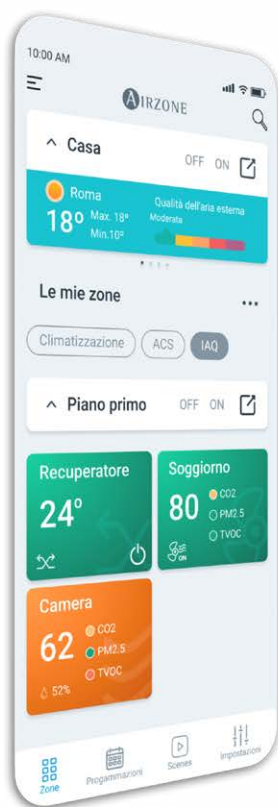 10:00 AM
AIRZONE
Casa
OFF ON
Roma
18° Max. 18°
Min.10°
Qualità dell'aria esterna
Moderata
Le mie zone
Climatizzazione
ACS
IAQ
Piano primo
OFF ON
Recuperatore
24°
Soggiorno
80
CO2
PM2.5
TVOC
ON
Camera
62
CO2
PM2.5
TVOC
52%
Zone
Progammazioni
Scenes
Impostazioni